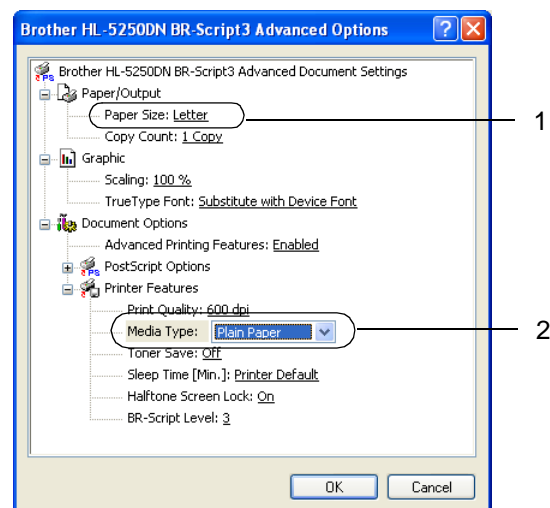 Brother HL-5250DN BR-Script3 Advanced Options
Brother HL-5250DN BR-Script3 Advanced Document Settings
Paper/Output
Paper Size: Letter
1
Copy Count: 1 Copy
Graphic
Scaling: 100 %
TrueType Font: Substitute with Device Font
Document Options
Advanced Printing Features: Enabled
PostScript Options
Printer Features
Print Quality: 600 dpi
Media Type: Plain Paper
2
Toner Save: Off
Sleep Time [Min.]: Printer Default
Halftone Screen Lock: On
BR-Script Level: 3
OK Cancel